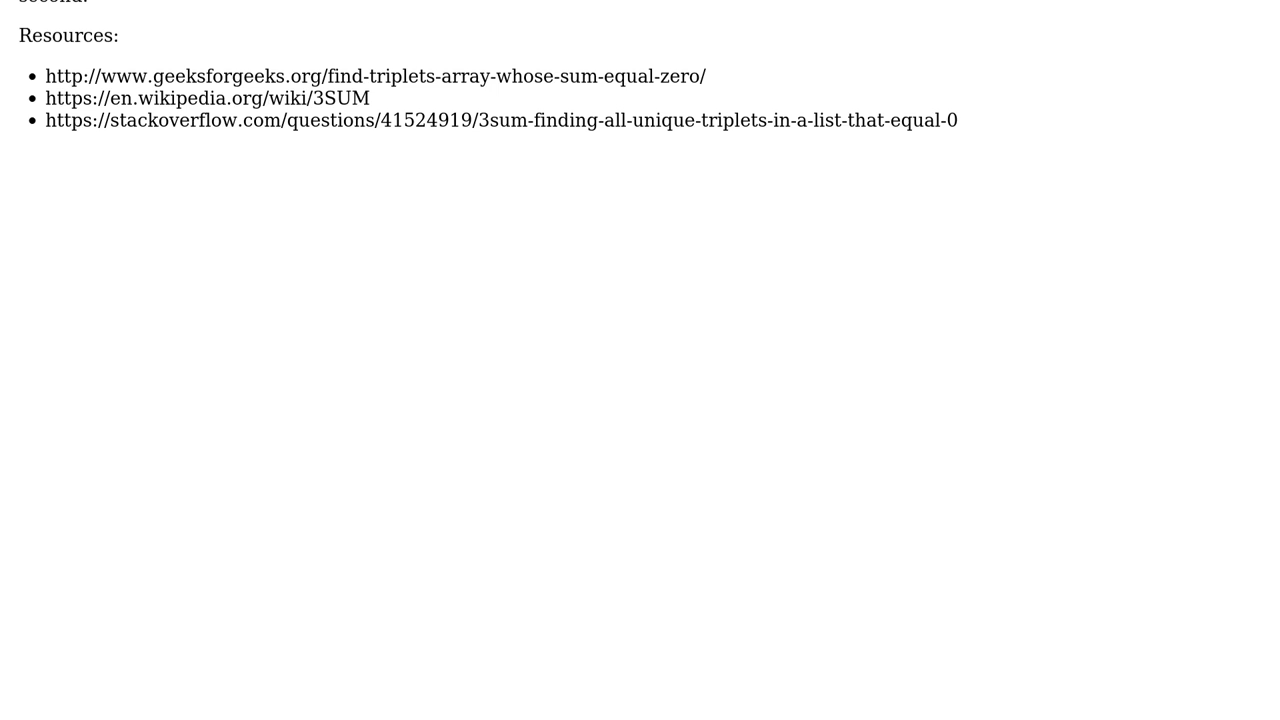 second.
Resources:
http://www.geeksforgeeks.org/find-triplets-array-whose-sum-equal-zero/
https://en.wikipedia.org/wiki/3SUM
https://stackoverflow.com/questions/41524919/3sum-finding-all-unique-triplets-in-a-list-that-equal-0